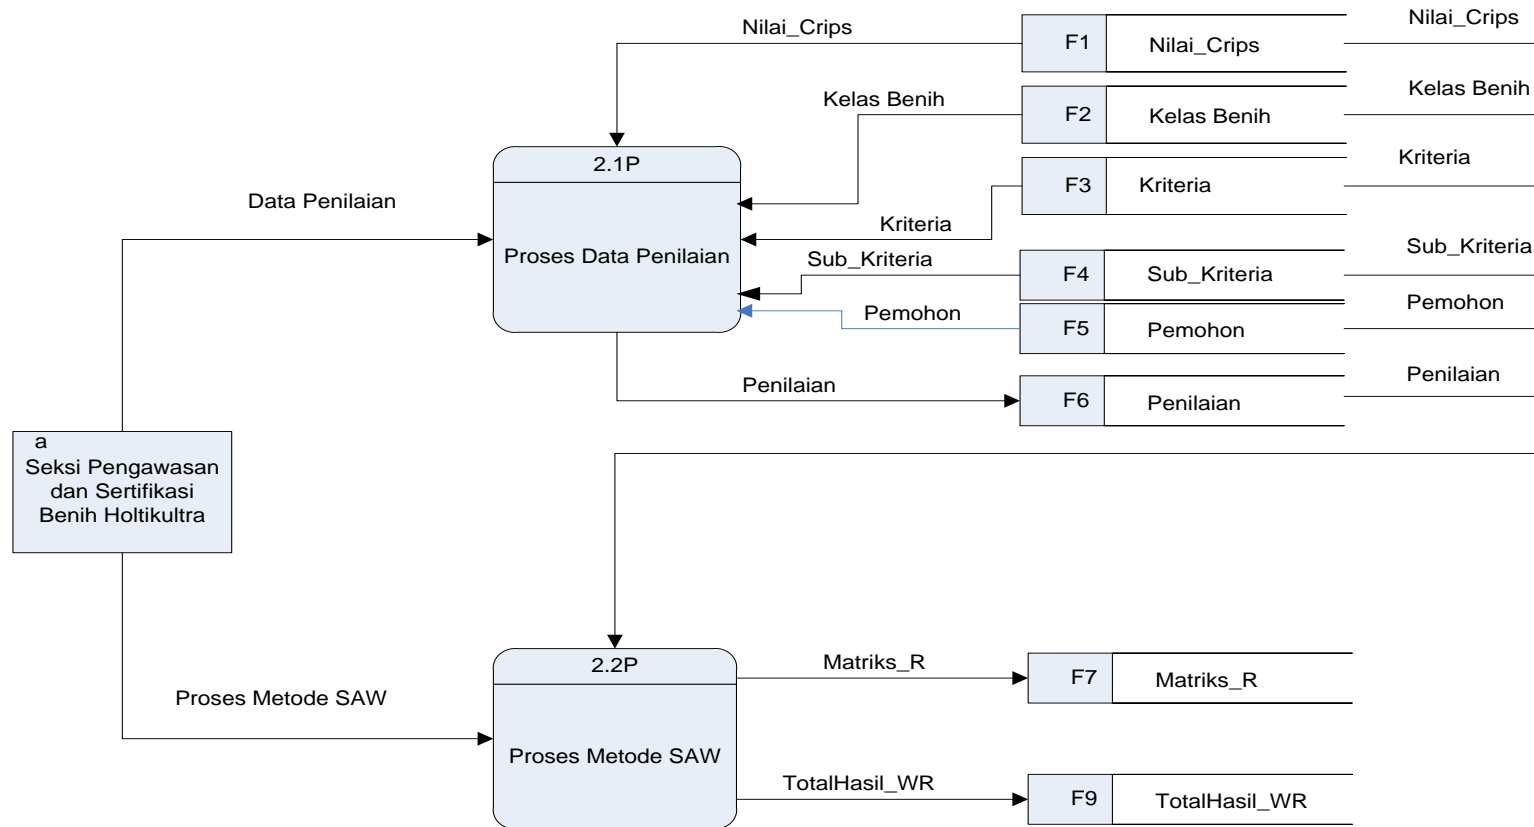 Nilai_Crips
F1
Nilai_Crips
Nilai_Crips
Kelas Benih
F2
Kelas Benih
Kelas Benih
2.1P
Proses Data Penilaian
Data Penilaian
Kriteria
F3
Kriteria
Kriteria
Sub_Kriteria
F4
Sub_Kriteria
Sub_Kriteria
Pemohon
F5
Pemohon
Pemohon
Penilaian
F6
Penilaian
Penilaian
a
Seksi Pengawasan
dan Sertifikasi
Benih Holtikultra
Proses Metode SAW
2.2P
Proses Metode SAW
Matriks_R
F7
Matriks_R
TotalHasil_WR
F9
TotalHasil_WR